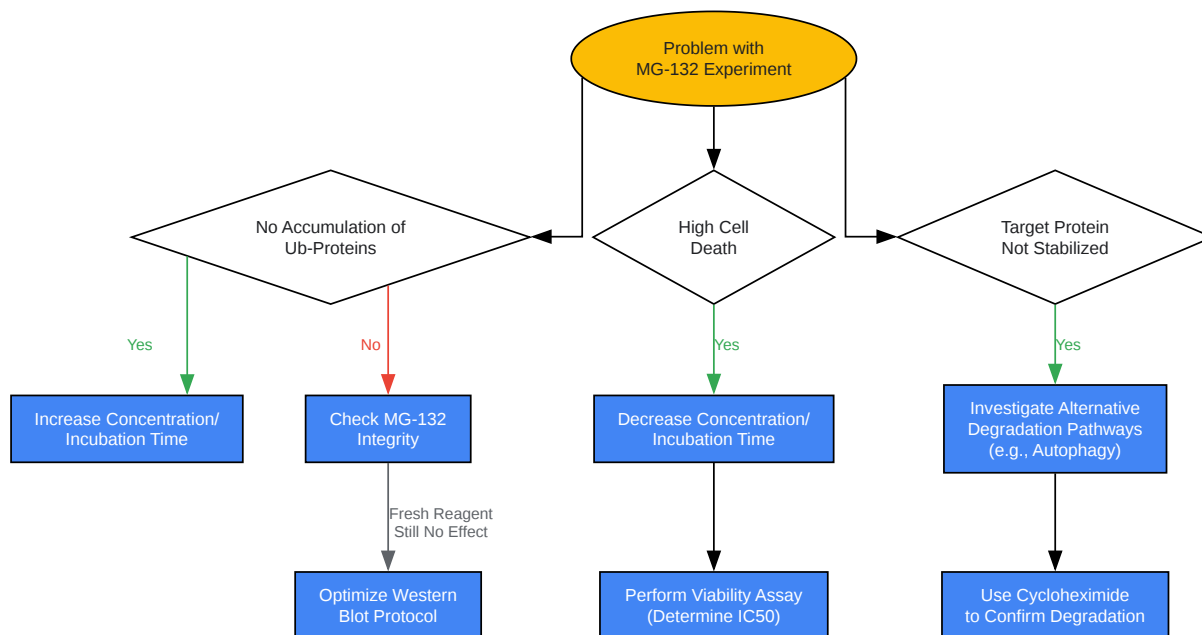 Problem with
MG-132 Experiment
No Accumulation of
Ub-Proteins
High Cell
Death
Target Protein
Not Stabilized
Yes
No
Yes
Yes
Increase Concentration/
Incubation Time
Check MG-132
Integrity
Decrease Concentration/
Incubation Time
Investigate Alternative
Degradation Pathways
(e.g., Autophagy)
Fresh Reagent
Still No Effect
Optimize Western
Blot Protocol
Perform Viability Assay
(Determine IC50)
Use Cycloheximide
to Confirm Degradation